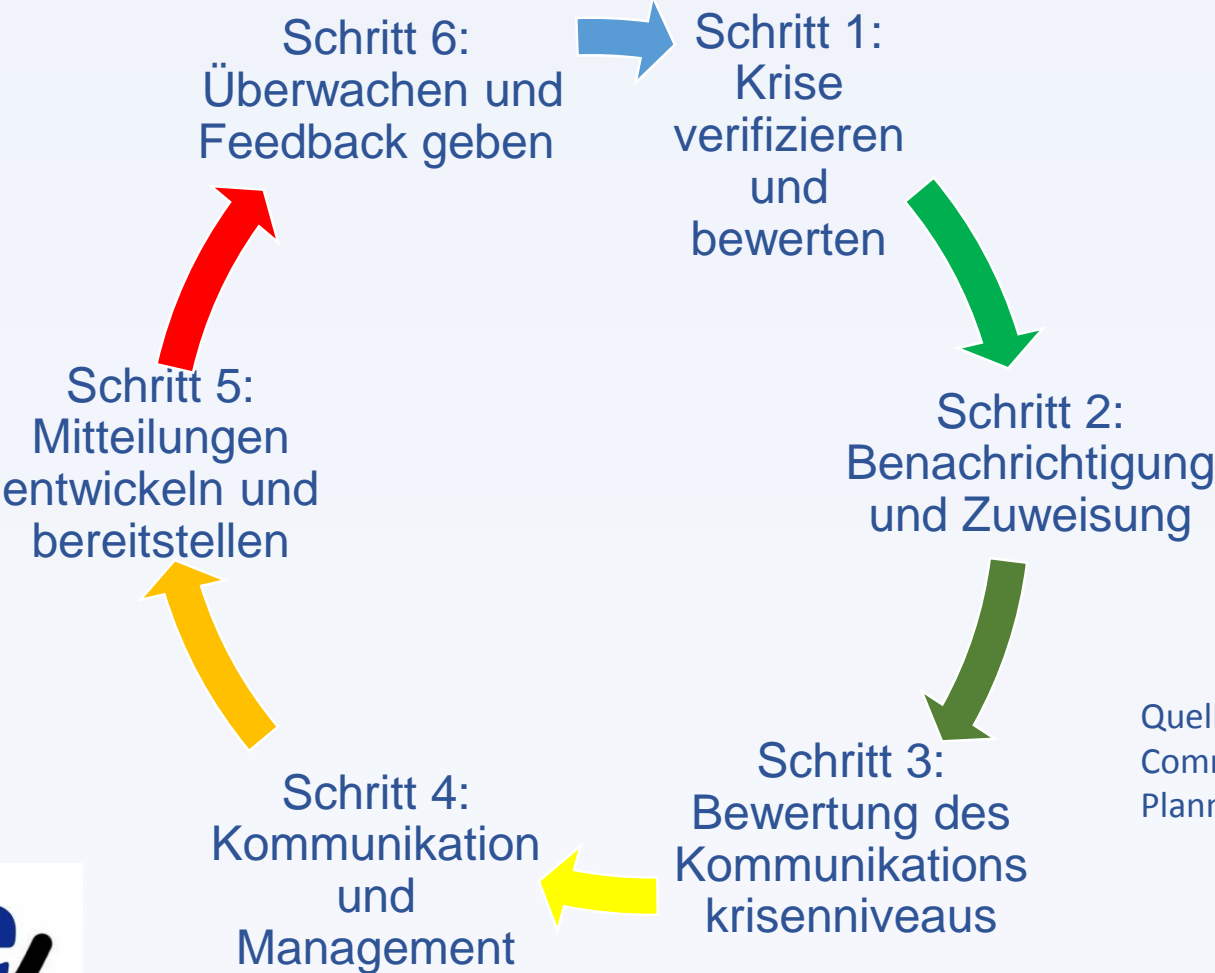 Schritt 1:
Krise
verifizieren
und
bewerten
Schritt 2:
Benachrichtigung
und Zuweisung
Schritt 3:
Bewertung des
Kommunikations
krisenniveaus
Schritt 4:
Kommunikation
und
Management
Schritt 5:
Mitteilungen
entwickeln und
bereitstellen
Schritt 6:
Überwachen und
Feedback geben